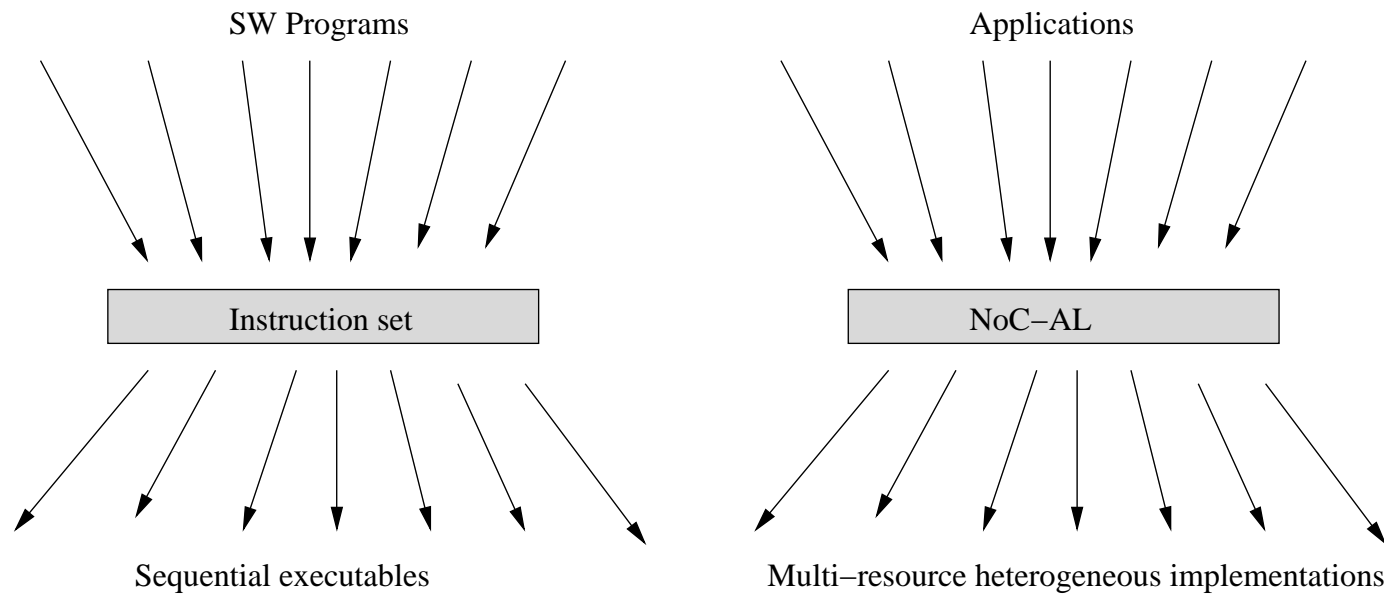 SW Programs
Applications
Instruction set
NoC−AL
Sequential executables
Multi−resource heterogeneous implementations